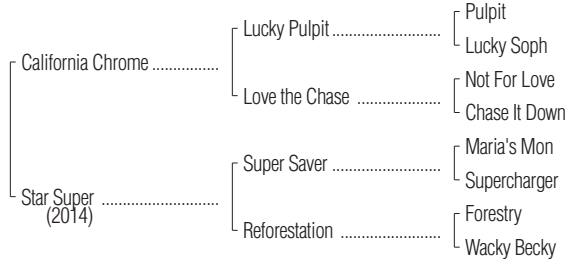 Pulpit
Lucky Pulpit
Lucky Soph
California Chrome
Not For Love
Love the Chase
Chase It Down
Maria's Mon
Super Saver
Supercharger
Star Super
(2014)
Forestry
Reforestation
Wacky Becky